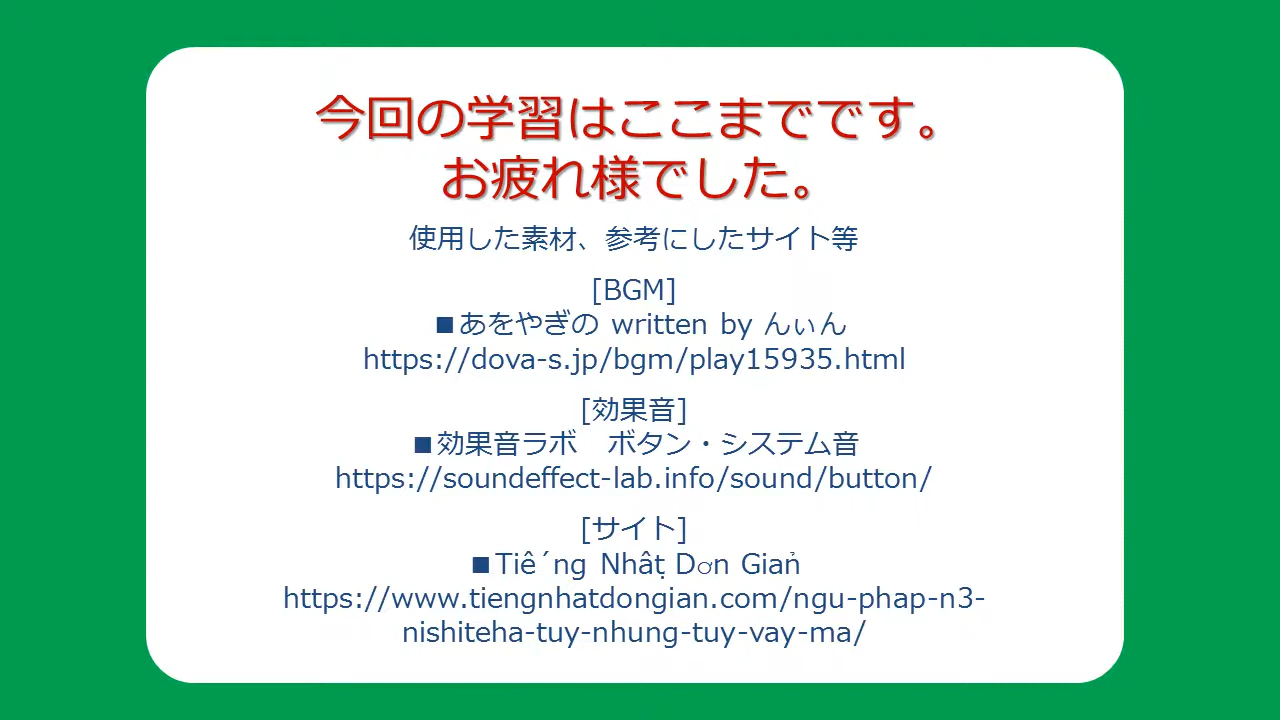 今回の学習はここまでです。
お疲れ様でした。
使用した素材、参考にしたサイト等
[BGM]
■あをやぎの written by んぃん
https://dova-s.jp/bgm/play15935.html
[効果音]
■効果音ラボ　ボタン・システム音
https://soundeffect-lab.info/sound/button/
[サイト]
■Tiếng Nhật Dơn Giản
https://www.tiengnhatdongian.com/ngu-phap-n3-
nishiteha-tuy-nhung-tuy-vay-ma/